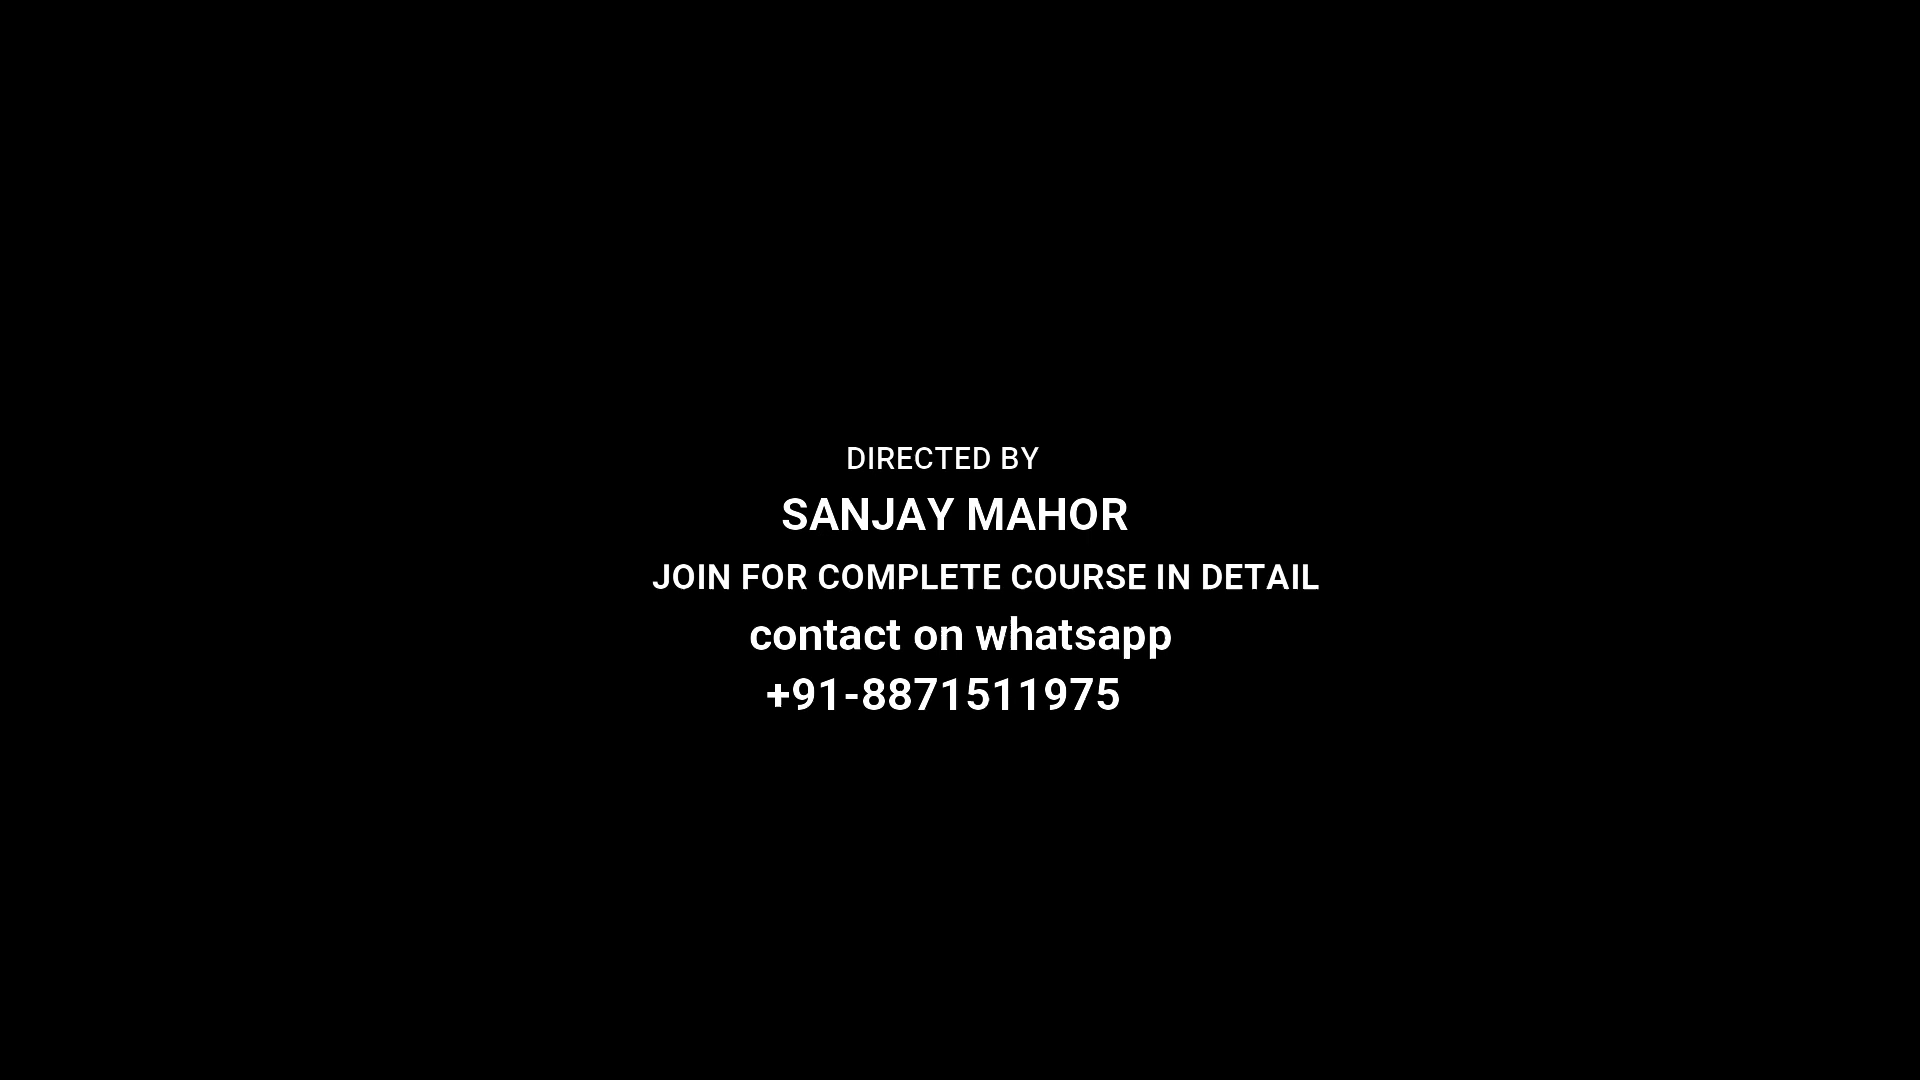 DIRECTED BY
SANJAY MAHOR
JOIN FOR COMPLETE COURSE IN DETAIL
contact on whatsapp
+91-8871511975